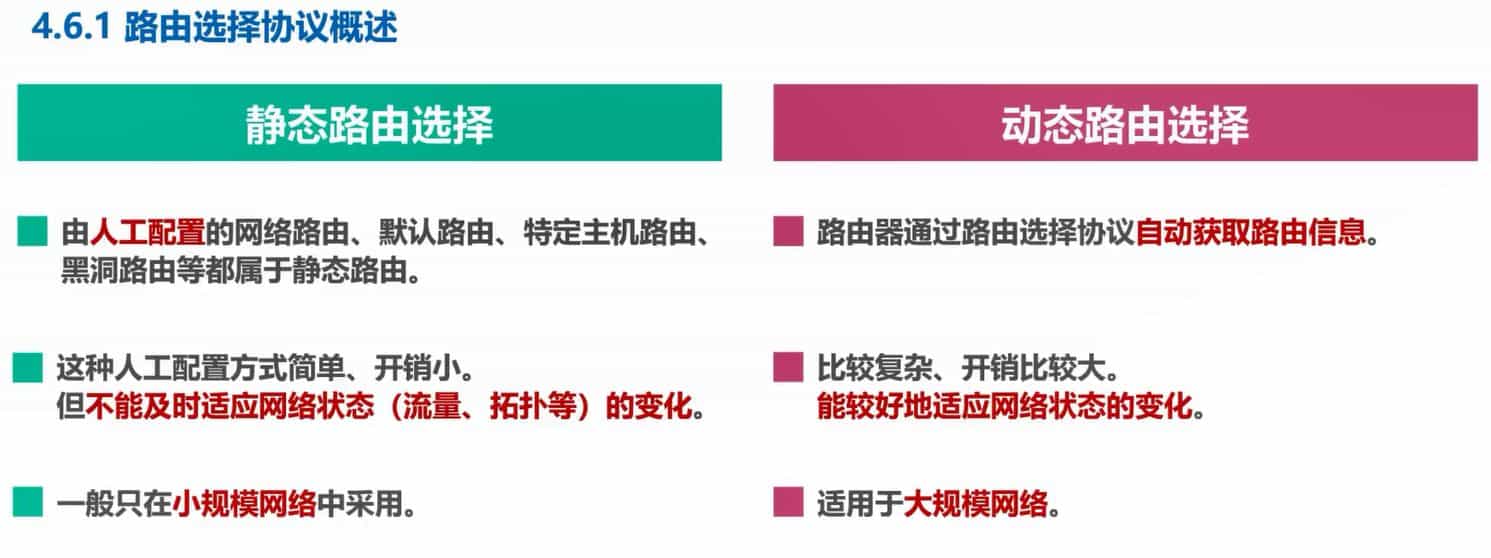 4.6.1 路由选择协议概述
静态路由选择
由人工配置的网络路由、默认路由、特定主机路由、
黑洞路由等都属于静态路由。
这种人工配置方式简单、开销小。
但不能及时适应网络状态（流量、拓扑等）的变化。
一般只在小规模网络中采用。
动态路由选择
路由器通过路由选择协议自动获取路由信息。
比较复杂、开销比较大。
能较好地适应网络状态的变化。
适用于大规模网络。